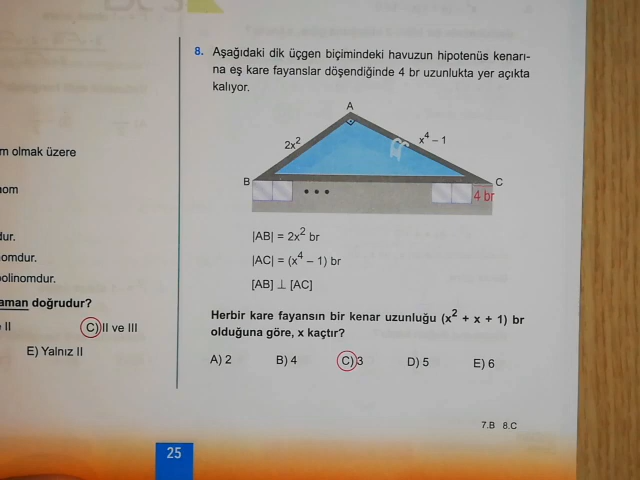 m olmak üzere
nom
dur.
omdur.
polinomdur.
aman doğrudur?
II
C) II ve III
E) Yalnız II
8. Aşağıdaki dik üçgen biçimindeki havuzun hipotenüs kenarı-
na eş kare fayanslar döşendiğinde 4 br uzunlukta yer açıkta
kalıyor.
A
2x² x⁴ – 1
B C
4 br
|AB| = 2x² br
|AC| = (x⁴ – 1) br
[AB] ⊥ [AC]
Herbir kare fayansın bir kenar uzunluğu (x² + x + 1) br
olduğuna göre, x kaçtır?
A) 2 B) 4 C) 3 D) 5 E) 6
7.B 8.C
25